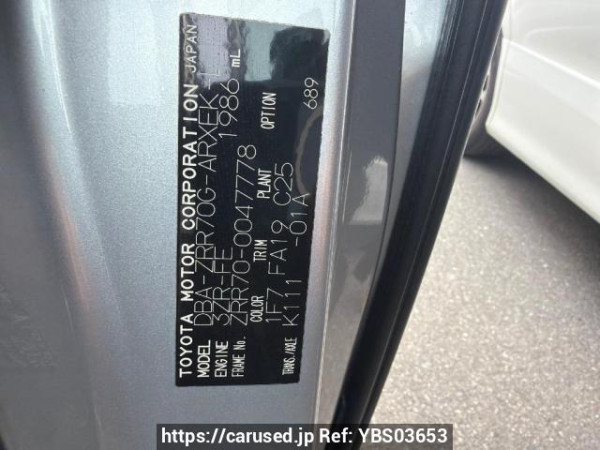 TOYOTA MOTOR CORPORATION JAPAN
MODEL DBA-ZRR70G-ARXEK-
ENGINE 3ZR-FE 1986 mL
FRAME No. ZRR70-0047778
COLOR TRIM PLANT OPTION
1F7 FA19 C25 689
TRANS./AXLE K111 -01A
https://carused.jp Ref: YBS03653